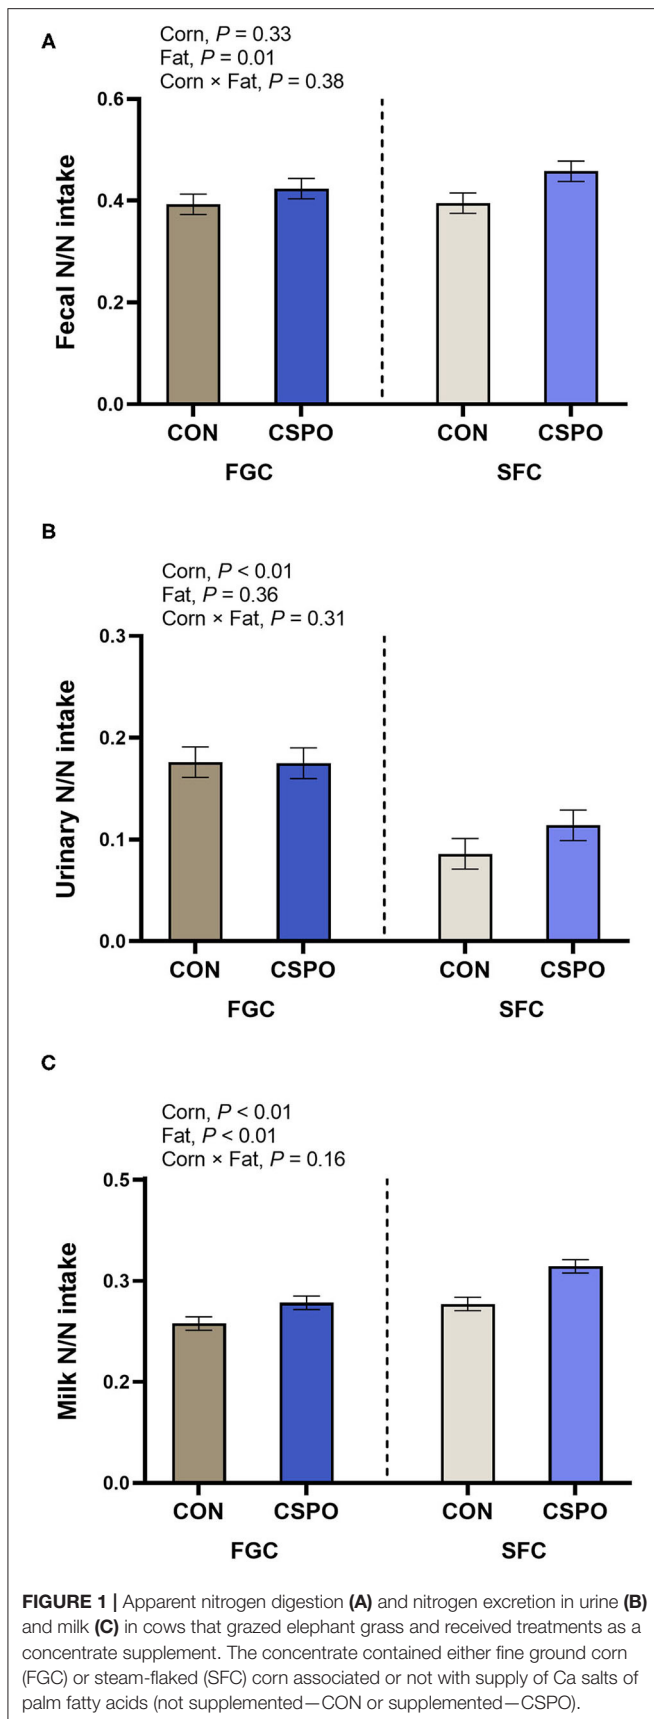 A
Corn, P = 0.33
Fat, P = 0.01
Corn × Fat, P = 0.38
Fecal N/N intake
0.6
0.4
0.2
0.0
CON CSPO CON CSPO
FGC SFC
B
Corn, P < 0.01
Fat, P = 0.36
Corn × Fat, P = 0.31
Urinary N/N intake
0.3
0.2
0.1
0.0
CON CSPO CON CSPO
FGC SFC
C
Corn, P < 0.01
Fat, P < 0.01
Corn × Fat, P = 0.16
Milk N/N intake
0.5
0.3
0.2
0.0
CON CSPO CON CSPO
FGC SFC
FIGURE 1 | Apparent nitrogen digestion (A) and nitrogen excretion in urine (B)
and milk (C) in cows that grazed elephant grass and received treatments as a
concentrate supplement. The concentrate contained either fine ground corn
(FGC) or steam-flaked (SFC) corn associated or not with supply of Ca salts of
palm fatty acids (not supplemented—CON or supplemented—CSPO).